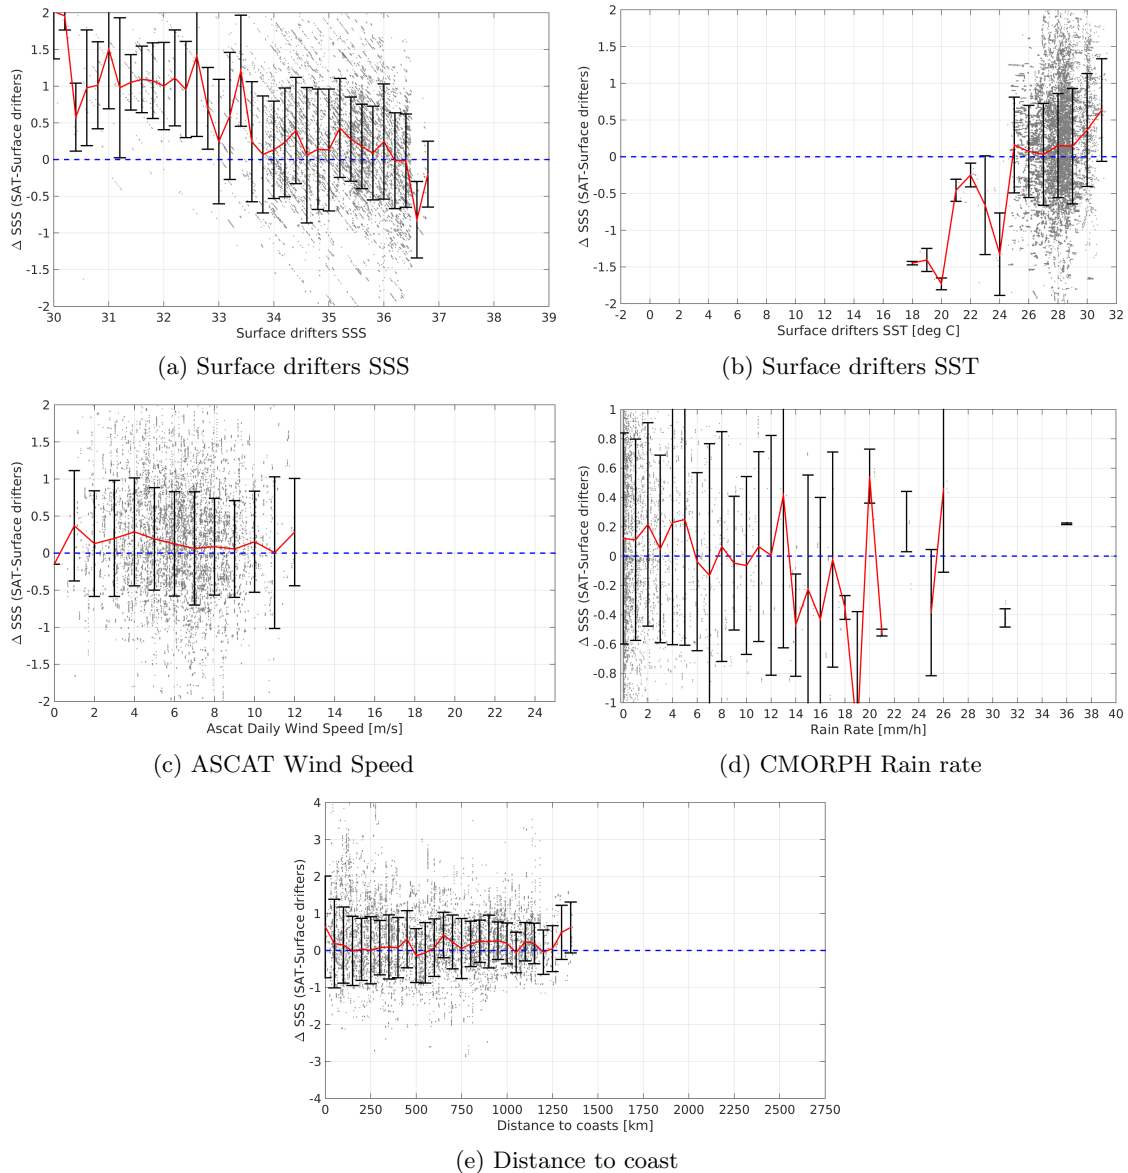 Δ SSS (SAT-Surface drifters)
2
1.5
1
0.5
0
-0.5
-1
-1.5
-2
30 31 32 33 34 35 36 37 38 39
Surface drifters SSS
(a) Surface drifters SSS
Δ SSS (SAT-Surface drifters)
2
1.5
1
0.5
0
-0.5
-1
-1.5
-2
-2 0 2 4 6 8 10 12 14 16 18 20 22 24 26 28 30 32
Surface drifters SST [deg C]
(b) Surface drifters SST
Δ SSS (SAT-Surface drifters)
2
1.5
1
0.5
0
-0.5
-1
-1.5
-2
0 2 4 6 8 10 12 14 16 18 20 22 24
Ascat Daily Wind Speed [m/s]
(c) ASCAT Wind Speed
Δ SSS (SAT-Surface drifters)
1
0.8
0.6
0.4
0.2
0
-0.2
-0.4
-0.6
-0.8
-1
0 2 4 6 8 10 12 14 16 18 20 22 24 26 28 30 32 34 36 38 40
Rain Rate [mm/h]
(d) CMORPH Rain rate
Δ SSS (SAT-Surface drifters)
4
3
2
1
0
-1
-2
-3
-4
0 250 500 750 1000 1250 1500 1750 2000 2250 2500 2750
Distance to coasts [km]
(e) Distance to coast